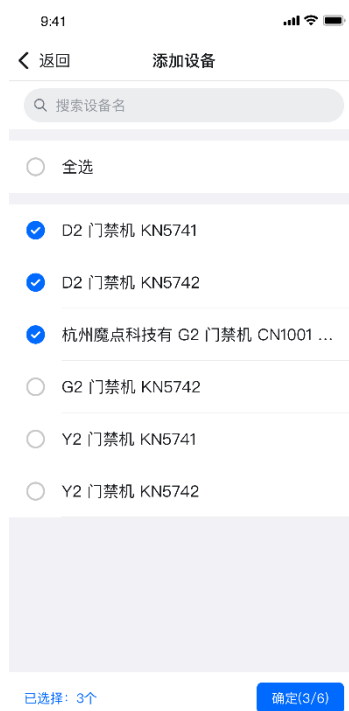 9:41
返回
添加设备
搜索设备名
全选
D2 门禁机 KN5741
D2 门禁机 KN5742
杭州魔点科技有 G2 门禁机 CN1001 ...
G2 门禁机 KN5742
Y2 门禁机 KN5741
Y2 门禁机 KN5742
已选择：3个
确定(3/6)